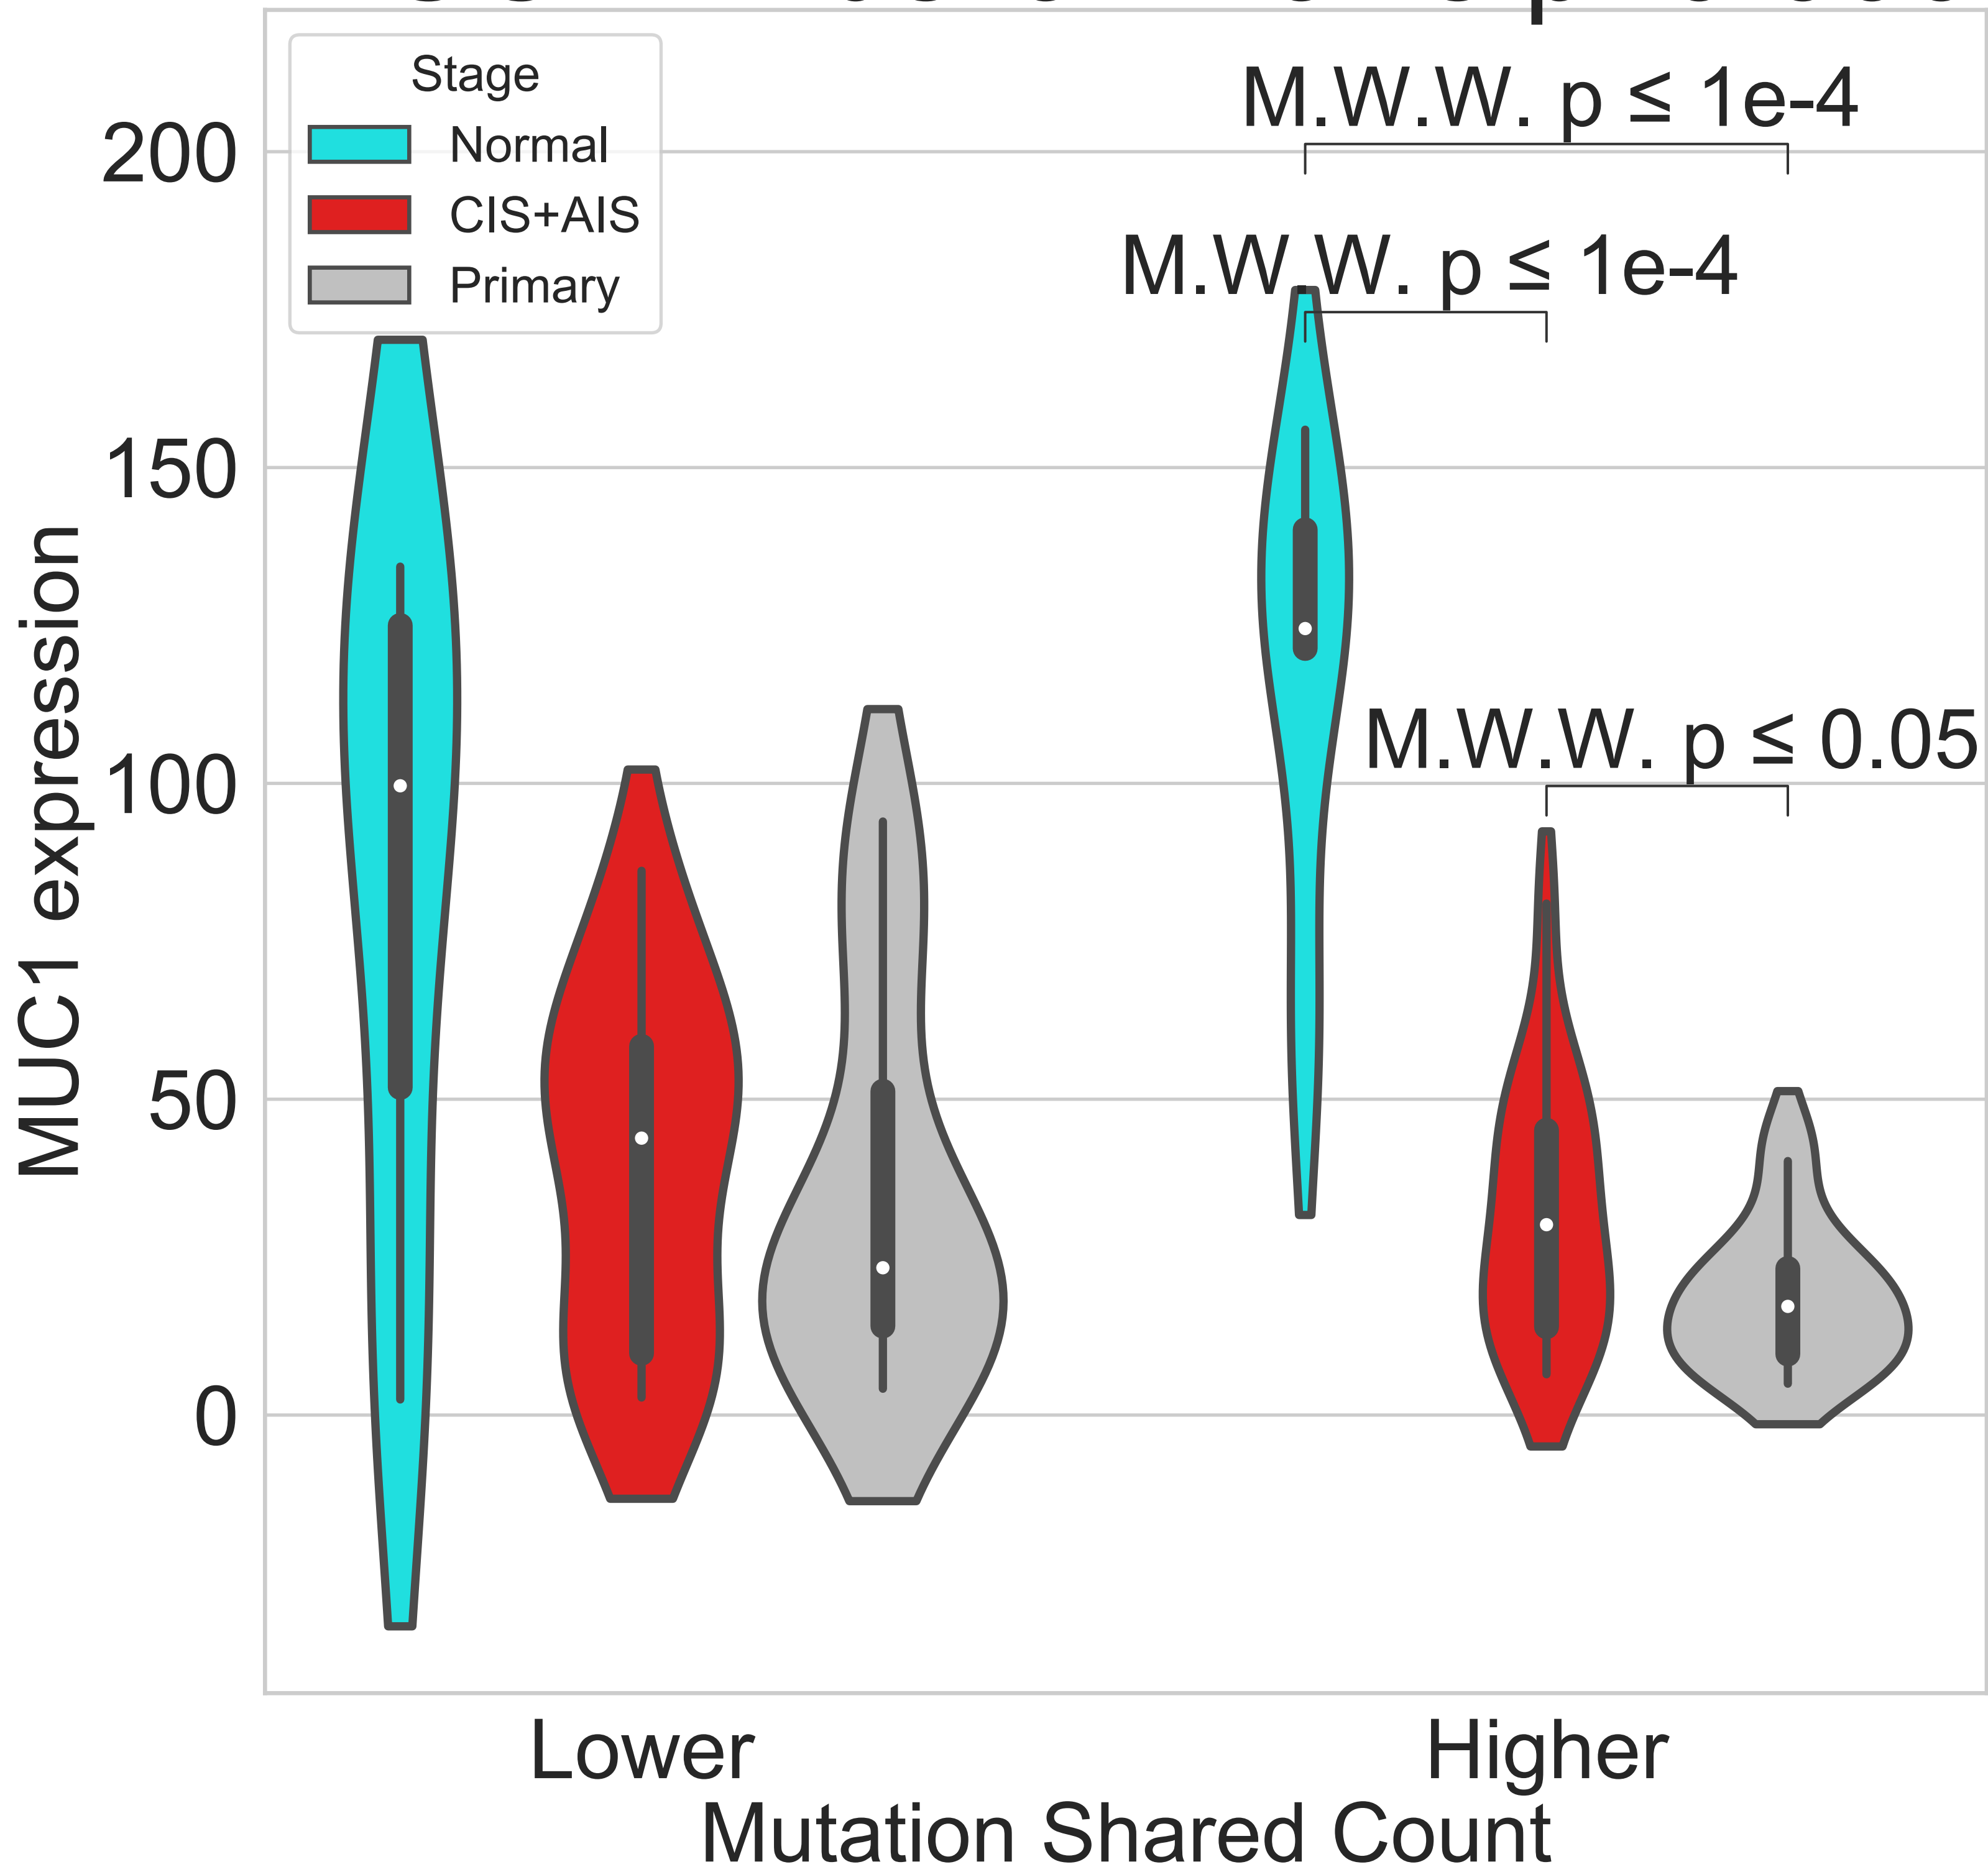 Stage
Normal
CIS+AIS
Primary
M.W.W. p ≤ 1e-4
M.W.W. p ≤ 1e-4
M.W.W. p ≤ 0.05
200
150
100
50
0
MUC1 expression
Lower
Higher
Mutation Shared Count